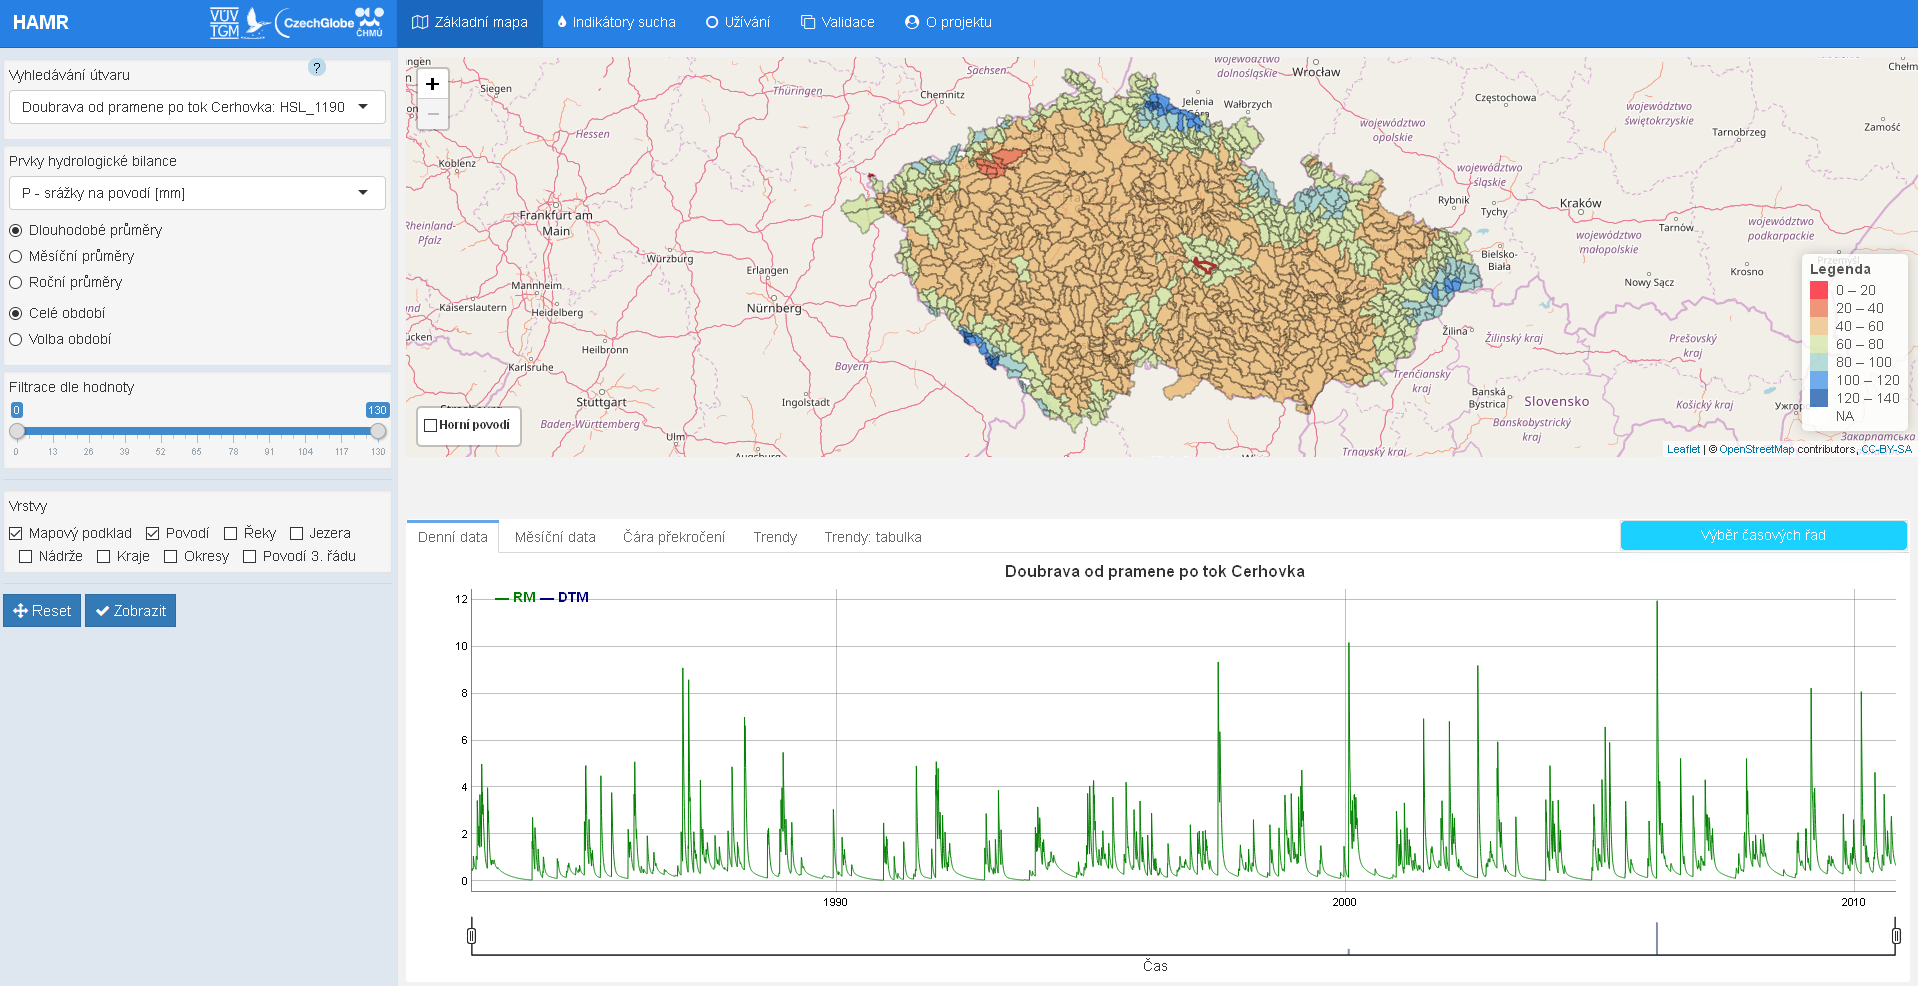 HAMR
VÚV
TGM
CzechGlobe
ČHMÚ
Základní mapa
Indikátory sucha
Užívání
Validace
O projektu
Vyhledávání útvaru
?
Doubrava od pramene po tok Cerhovka: HSL_1190
Prvky hydrologické bilance
P - srážky na povodí [mm]
Dlouhodobé průměry
Měsíční průměry
Roční průměry
Celé období
Volba období
Filtrace dle hodnoty
0 130
0 13 26 39 52 65 78 91 104 117 130
Vrstvy
Mapový podklad Povodí Řeky Jezera
Nádrže Kraje Okresy Povodí 3. řádu
Reset Zobrazit
+
−
Siegen
Hessen
Koblenz
Thüringen
Sachsen
Chemnitz
Frankfurt am
Main
Rheinland-
Pfalz
Würzburg
Erlangen
Mannheim
Kaiserslautern
Heidelberg
Nürnberg
Heilbronn
Karlsruhe
Bayern
Stuttgart
Ingolstadt
Baden-Württemberg
Ulm
Augsburg
województwo
dolnośląskie
Wrocław
Jelenia
Góra
Wałbrzych
Częstochowa
województwo
opolskie
województwo
świętokrzyskie
Tarnobrzeg
Zamość
Chełm
województwo
śląskie
Rybnik
Tychy
Kraków
Tarnów
województwo
małopolskie
województwo
podkarpackie
Bielsko-
Biała
Przemyśl
Krosno
Nowy Sącz
Žilina
Žilinský kraj
Prešovský
kraj
Trenčiansky
kraj
Banská
Bystrica
Slovensko
Košický kraj
Banskobystrický
kraj
Trnavský kraj
Закарпатська
Legenda
0 – 20
20 – 40
40 – 60
60 – 80
80 – 100
100 – 120
120 – 140
NA
Horní povodí
Leaflet | © OpenStreetMap contributors, CC-BY-SA
Denní data Měsíční data Čára překročení Trendy Trendy: tabulka
Výběr časových řad
Doubrava od pramene po tok Cerhovka
RM DTM
12
10
8
6
4
2
0
1990 2000 2010
Čas